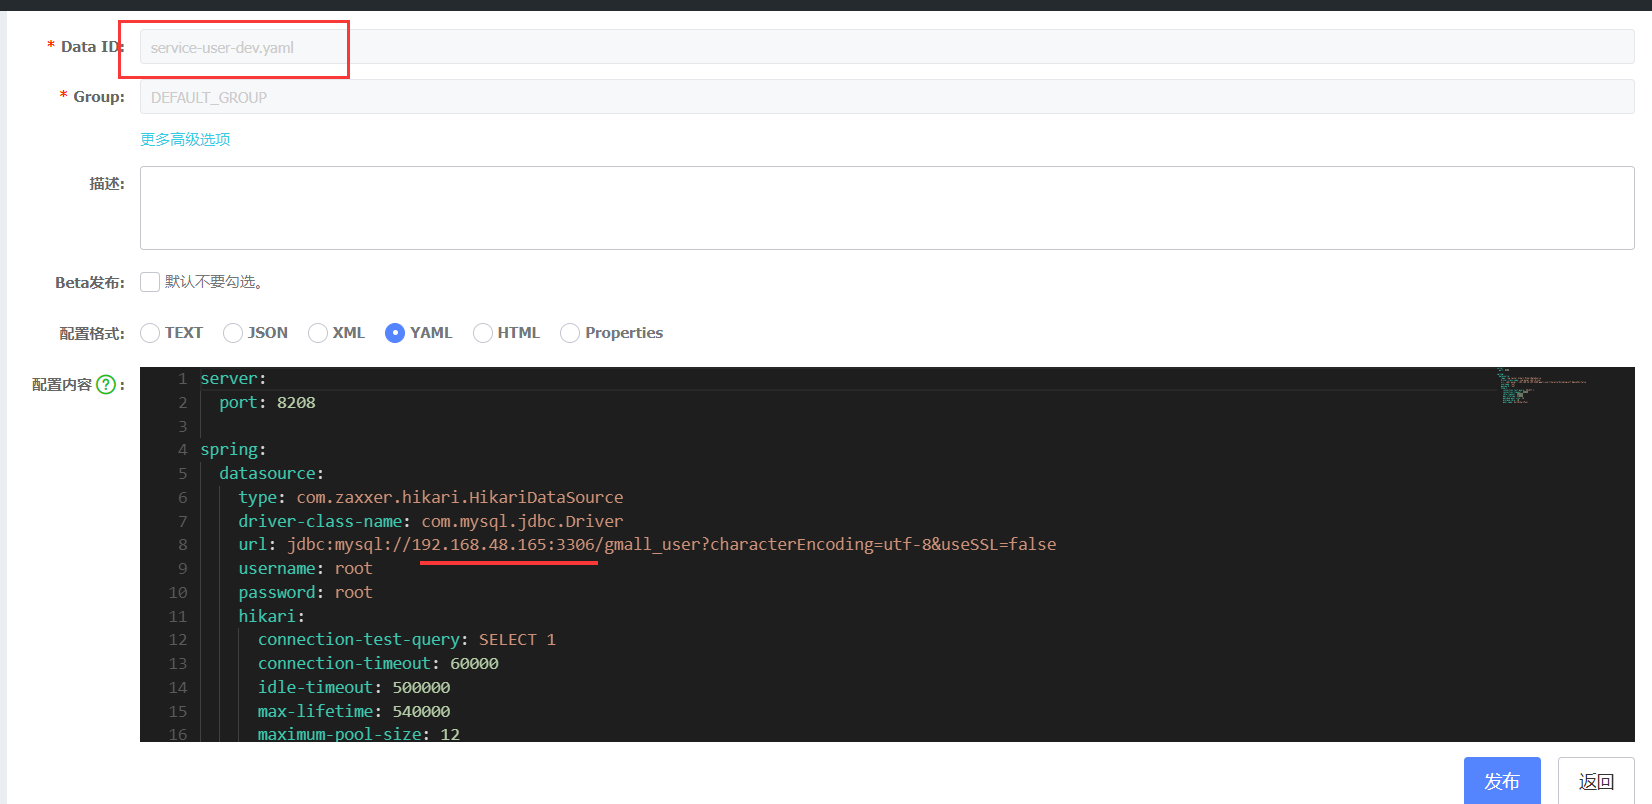 * Data ID: service-user-dev.yaml
* Group: DEFAULT_GROUP
更多高级选项
描述:
Beta发布: 默认不要勾选。
配置格式: TEXT JSON XML YAML HTML Properties
配置内容 ? :
1 server:
2 port: 8208
3
4 spring:
5 datasource:
6 type: com.zaxxer.hikari.HikariDataSource
7 driver-class-name: com.mysql.jdbc.Driver
8 url: jdbc:mysql://192.168.48.165:3306/gmall_user?characterEncoding=utf-8&useSSL=false
9 username: root
10 password: root
11 hikari:
12 connection-test-query: SELECT 1
13 connection-timeout: 60000
14 idle-timeout: 500000
15 max-lifetime: 540000
16 maximum-pool-size: 12
发布 返回